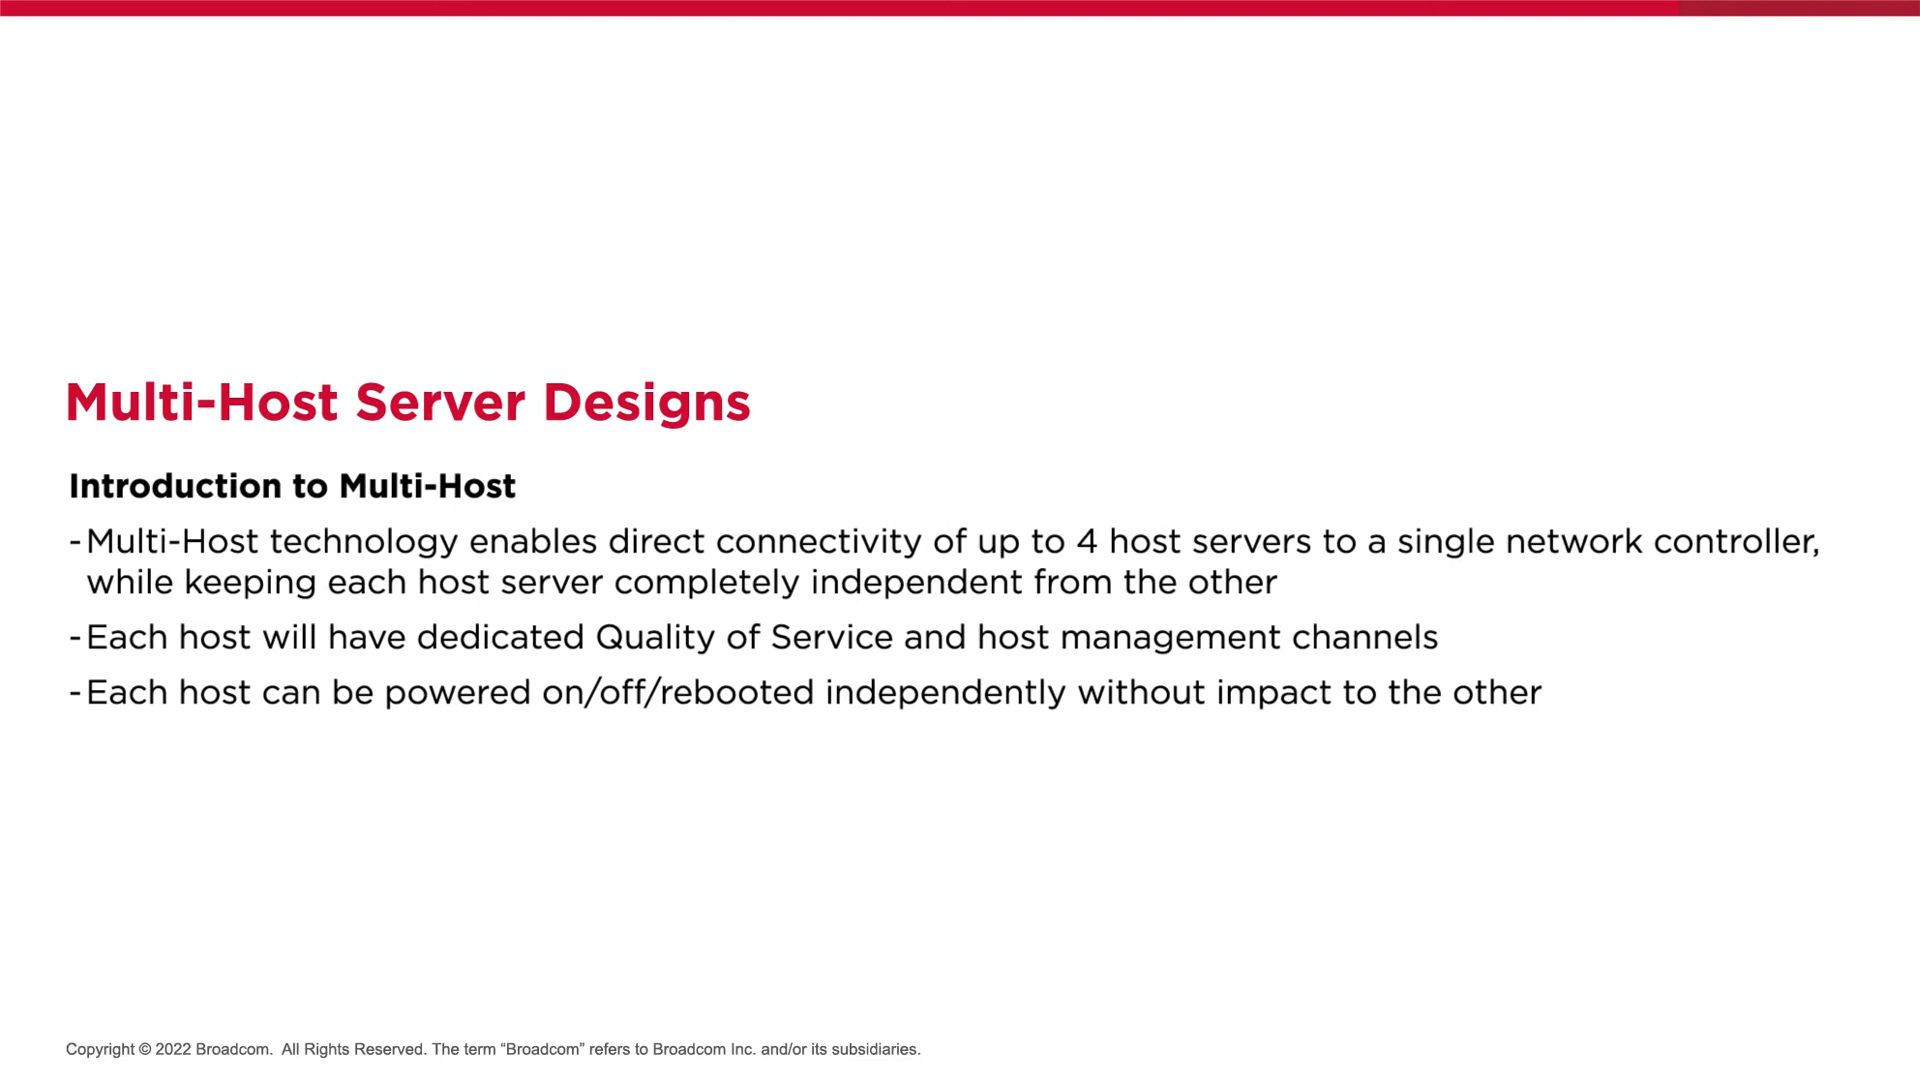 Multi-Host Server Designs
Introduction to Multi-Host
-Multi-Host technology enables direct connectivity of up to 4 host servers to a single network controller,
while keeping each host server completely independent from the other
-Each host will have dedicated Quality of Service and host management channels
-Each host can be powered on/off/rebooted independently without impact to the other
Copyright © 2022 Broadcom.  All Rights Reserved. The term “Broadcom” refers to Broadcom Inc. and/or its subsidiaries.